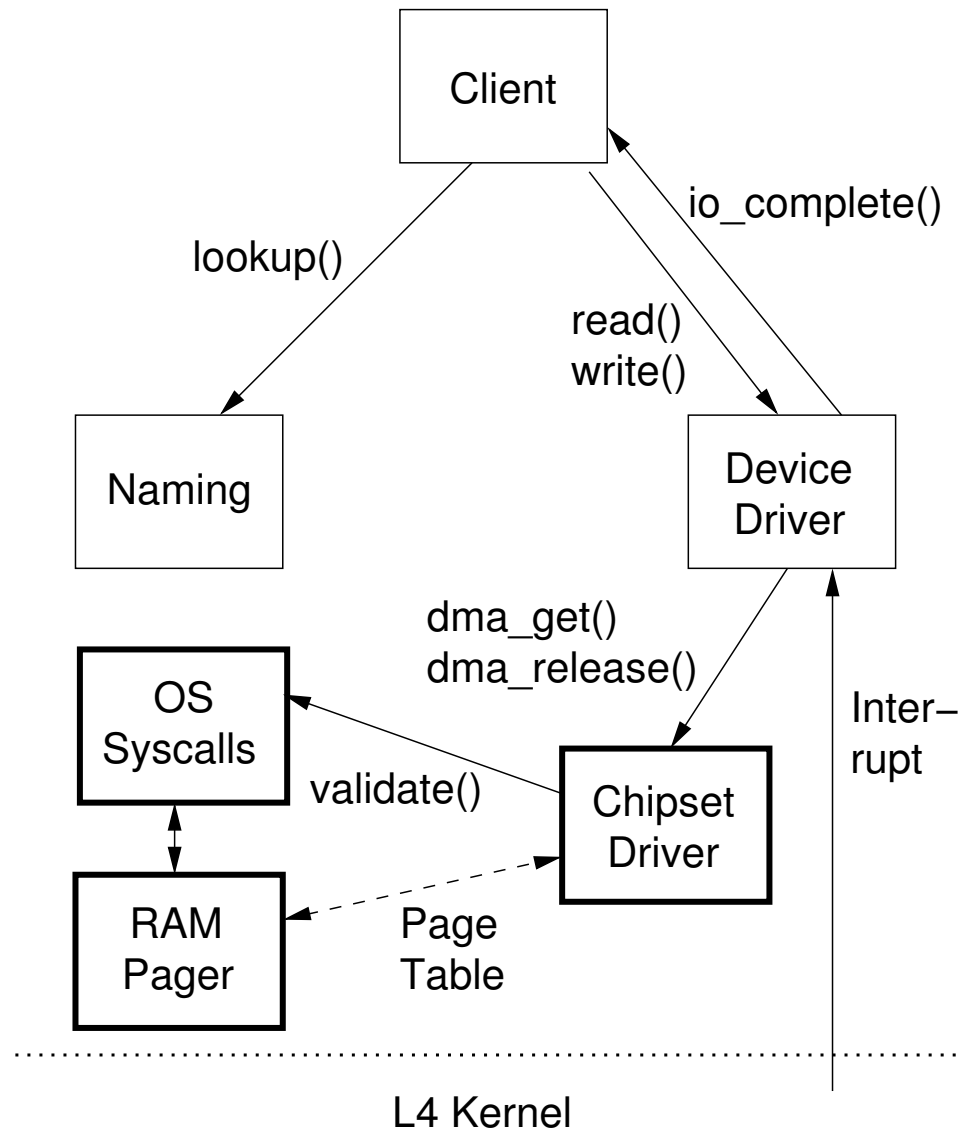 Client
io_complete()
lookup()
read()
write()
Naming
Device
Driver
dma_get()
dma_release()
OS
Syscalls
Inter–
rupt
validate()
Chipset
Driver
RAM
Pager
Page
Table
L4 Kernel